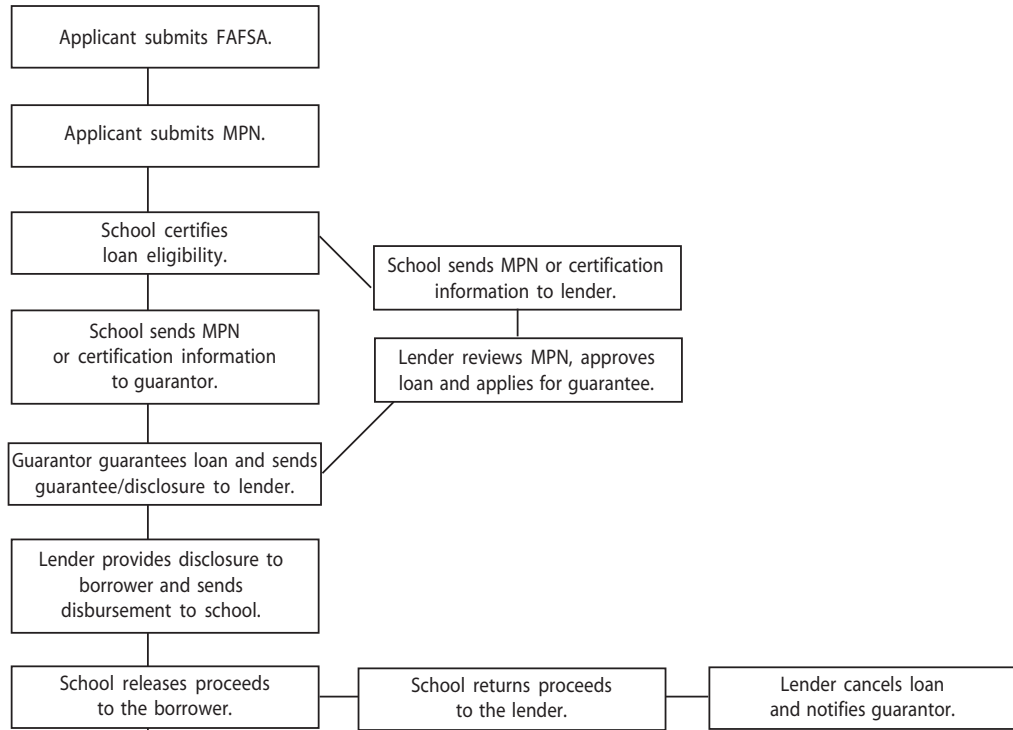 Applicant submits FAFSA.
Applicant submits MPN.
School certifies
loan eligibility.
School sends MPN or certification
information to lender.
School sends MPN
or certification information
to guarantor.
Lender reviews MPN, approves
loan and applies for guarantee.
Guarantor guarantees loan and sends
guarantee/disclosure to lender.
Lender provides disclosure to
borrower and sends
disbursement to school.
School releases proceeds
to the borrower.
School returns proceeds
to the lender.
Lender cancels loan
and notifies guarantor.